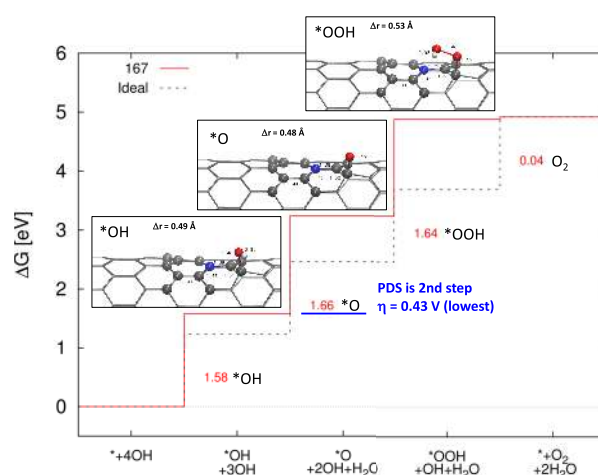 *OOH Δr = 0.53 Å
6
167
Ideal
5
*O Δr = 0.48 Å
0.04 O2
4
ΔG [eV]
3
*OH Δr = 0.49 Å
1.64 *OOH
2
1.66 *O
PDS is 2nd step
η = 0.43 V (lowest)
1
1.58 *OH
0
*+4OH
*OH
+3OH
*O
+2OH+H2O
*OOH
+OH+H2O
*+O2
+2H2O